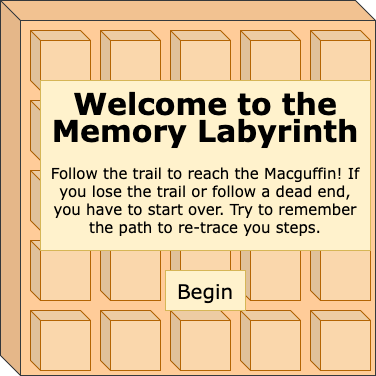 Welcome to the
Memory Labyrinth
Follow the trail to reach the Macguffin! If
you lose the trail or follow a dead end,
you have to start over. Try to remember
the path to re-trace you steps.
Begin